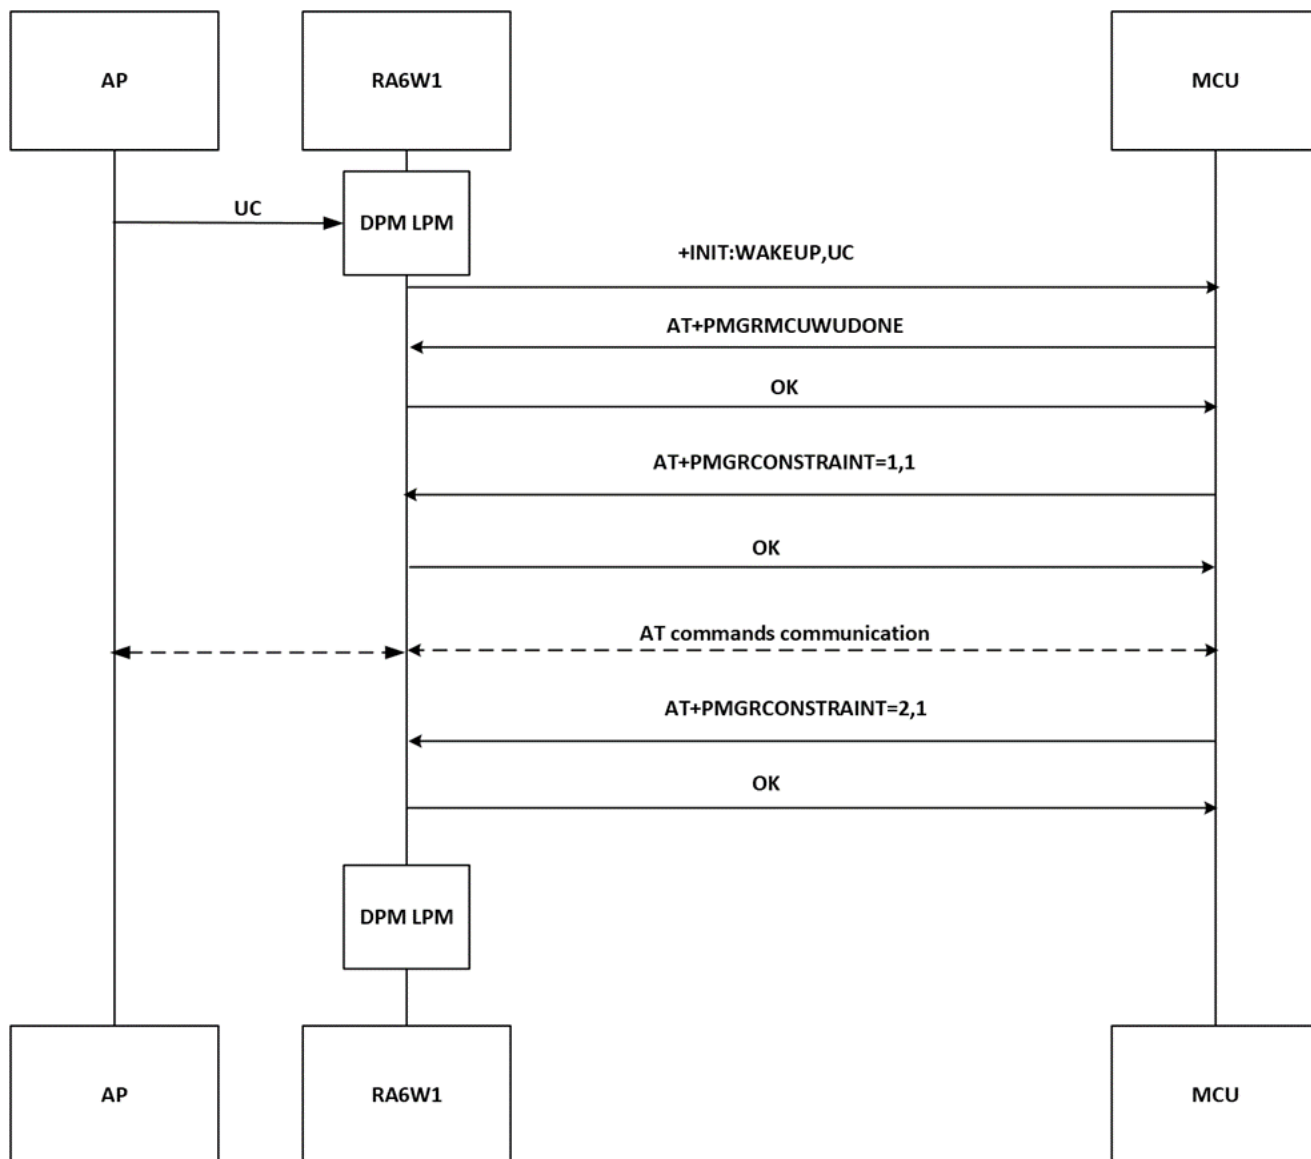 AP
RA6W1
MCU
UC
DPM LPM
+INIT:WAKEUP,UC
AT+PMGRMCUWUDONE
OK
AT+PMGRCONSTRAINT=1,1
OK
AT commands communication
AT+PMGRCONSTRAINT=2,1
OK
DPM LPM
AP
RA6W1
MCU